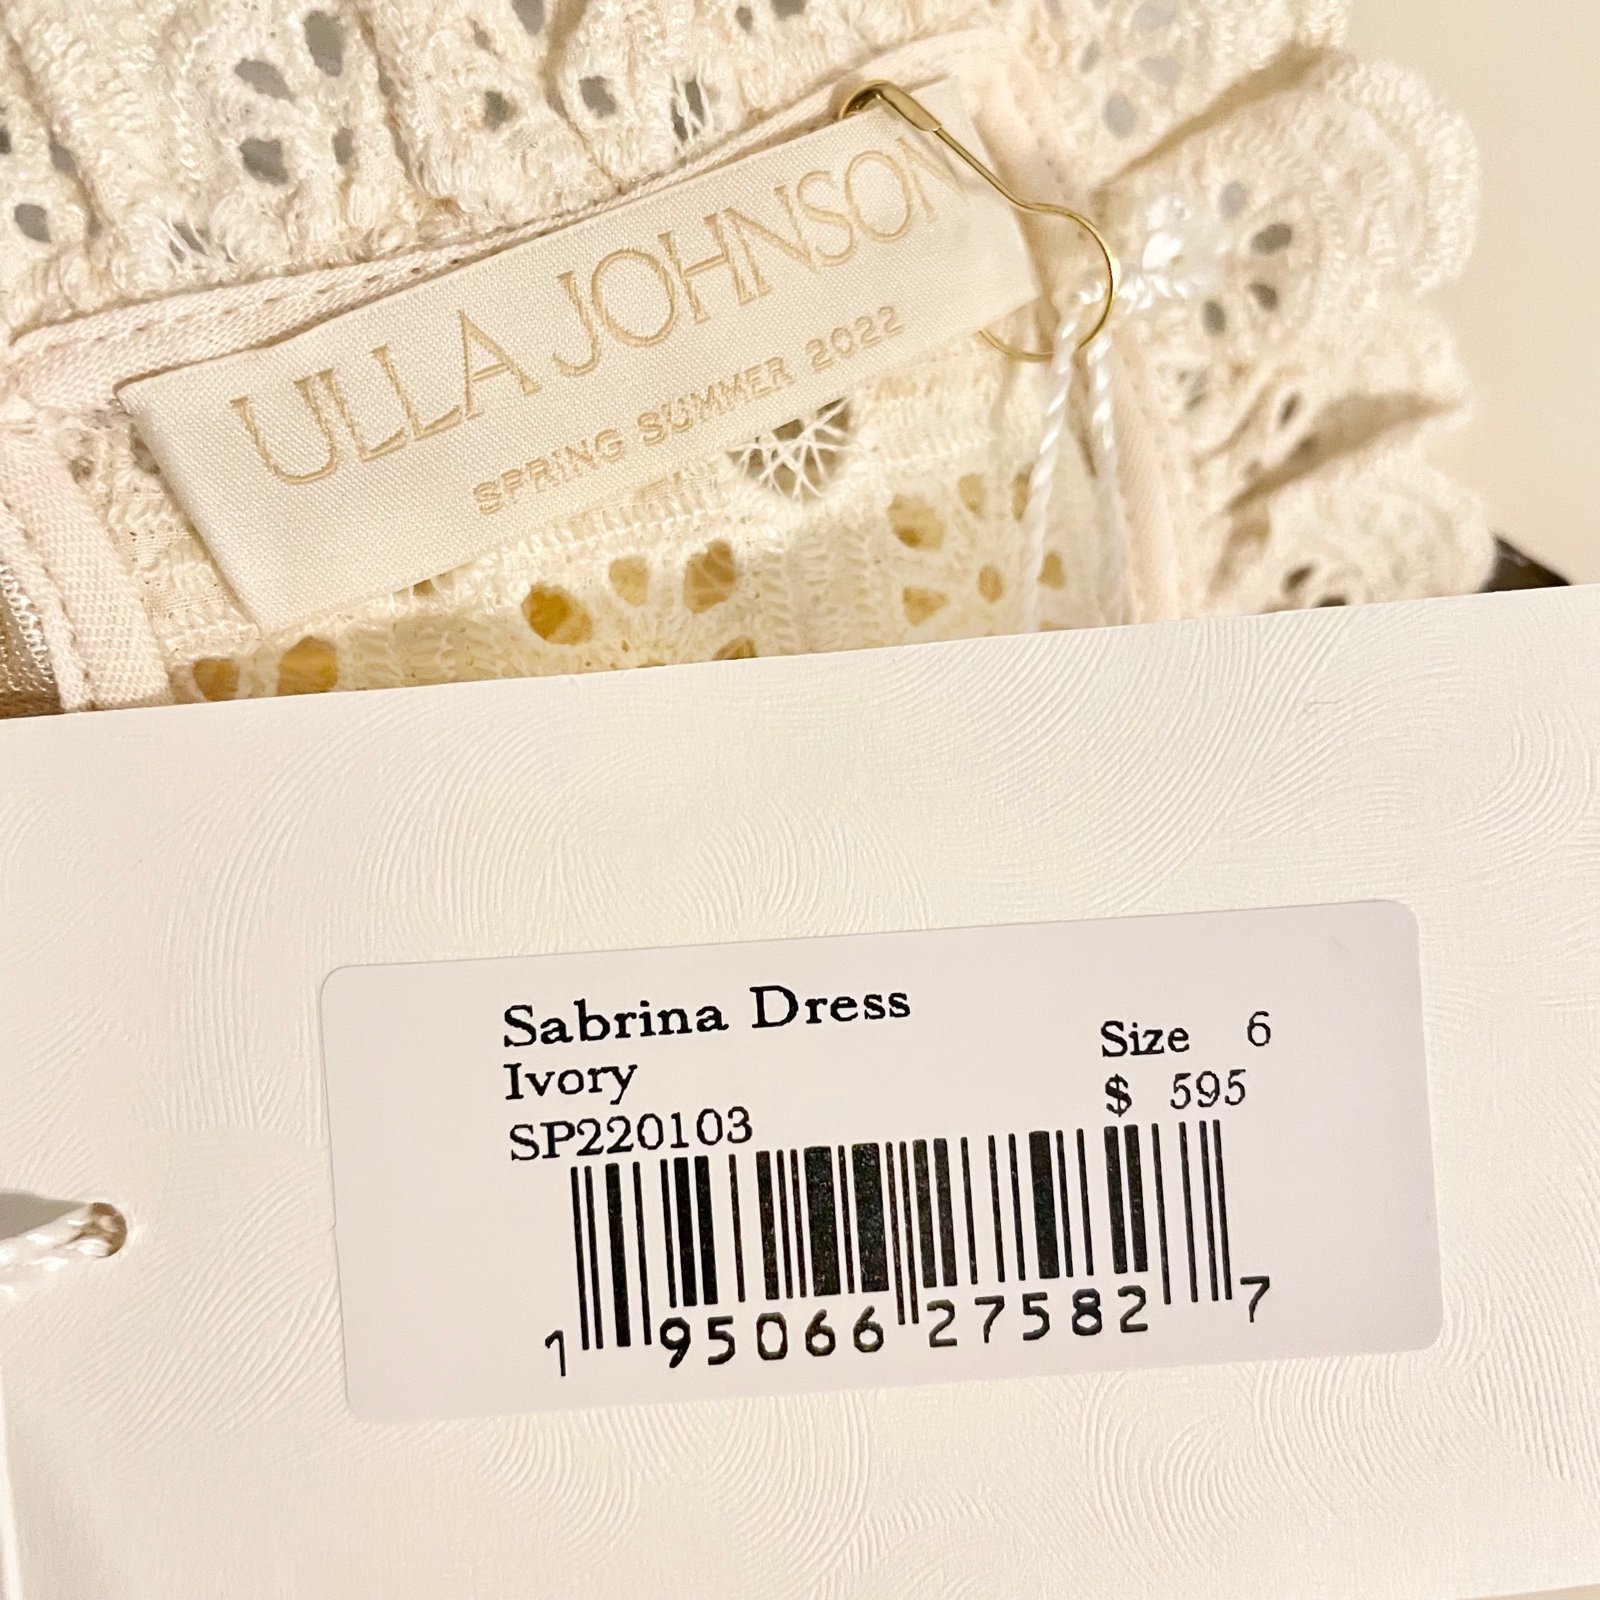 ULLA JOHNSON
SPRING SUMMER 2022
Sabrina Dress
Ivory
SP220103
Size 6
$ 595
1 95066 27582 7